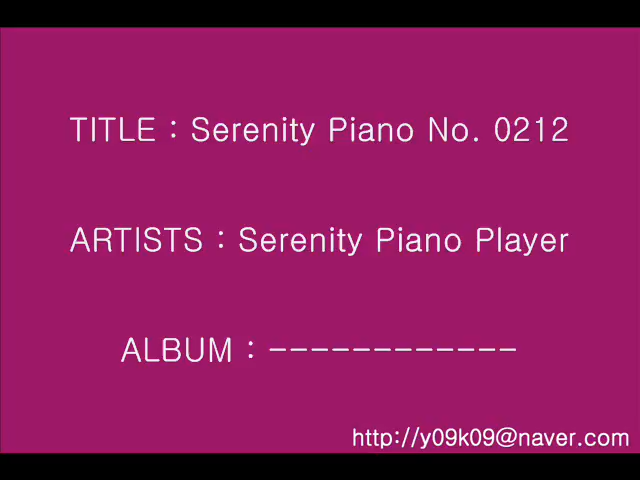 TITLE : Serenity Piano No. 0212
ARTISTS : Serenity Piano Player
ALBUM : ------------
http://y09k09@naver.com